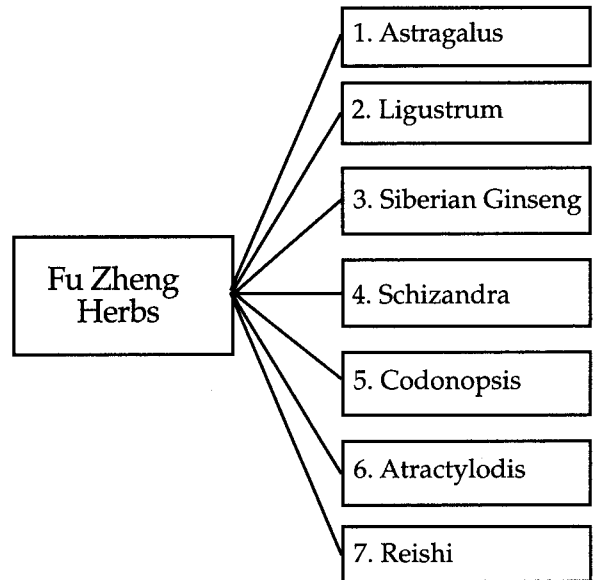 Fu Zheng
Herbs
1. Astragalus
2. Ligustrum
3. Siberian Ginseng
4. Schizandra
5. Codonopsis
6. Atractylodis
7. Reishi